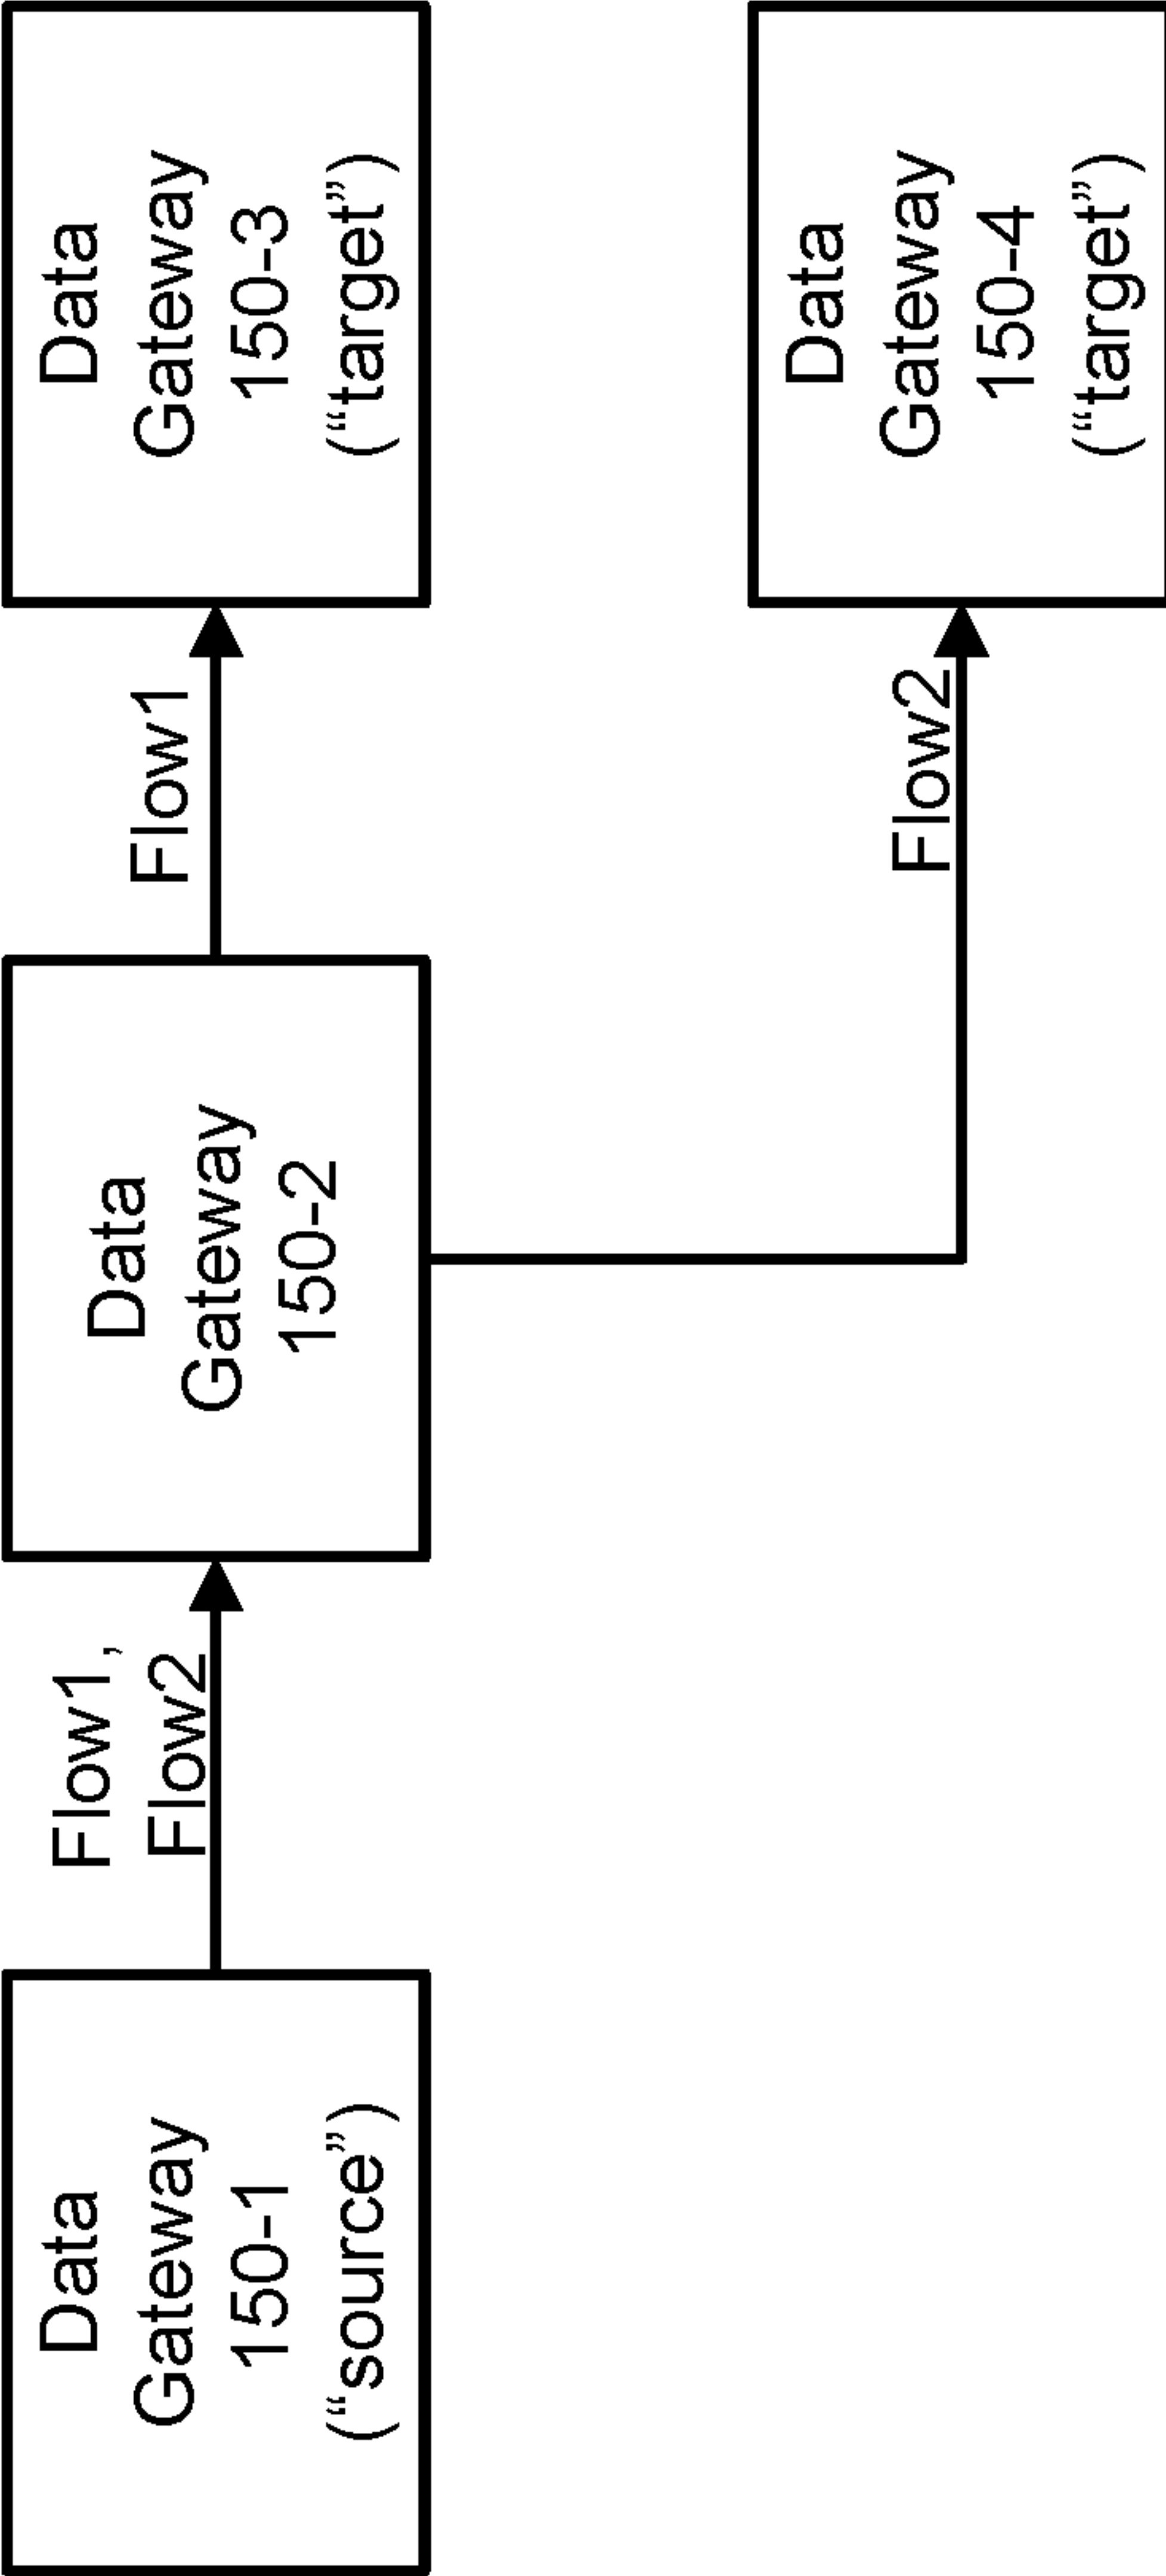 Data
Gateway
150-1
(“source”)
Flow1,
Flow2
Data
Gateway
150-2
Flow1
Data
Gateway
150-3
(“target”)
Flow2
Data
Gateway
150-4
(“target”)